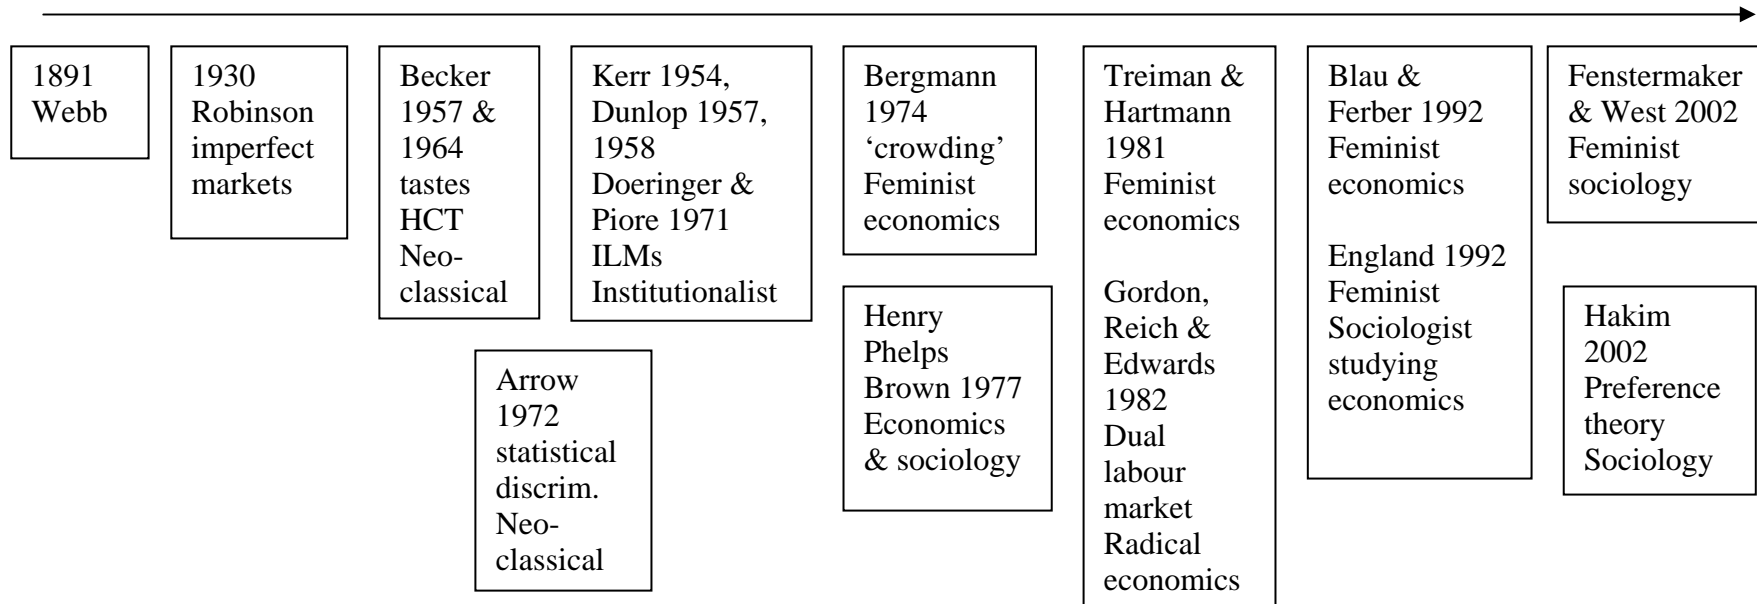 1891
Webb
1930
Robinson
imperfect
markets
Becker
1957 &
1964
tastes
HCT
Neo-
classical
Kerr 1954,
Dunlop 1957,
1958
Doeringer &
Piore 1971
ILMs
Institutionalist
Arrow
1972
statistical
discrim.
Neo-
classical
Bergmann
1974
‘crowding’
Feminist
economics
Henry
Phelps
Brown 1977
Economics
& sociology
Treiman &
Hartmann
1981
Feminist
economics
Gordon,
Reich &
Edwards
1982
Dual
labour
market
Radical
economics
Blau &
Ferber 1992
Feminist
economics
England 1992
Feminist
Sociologist
studying
economics
Fenstermaker
& West 2002
Feminist
sociology
Hakim
2002
Preference
theory
Sociology